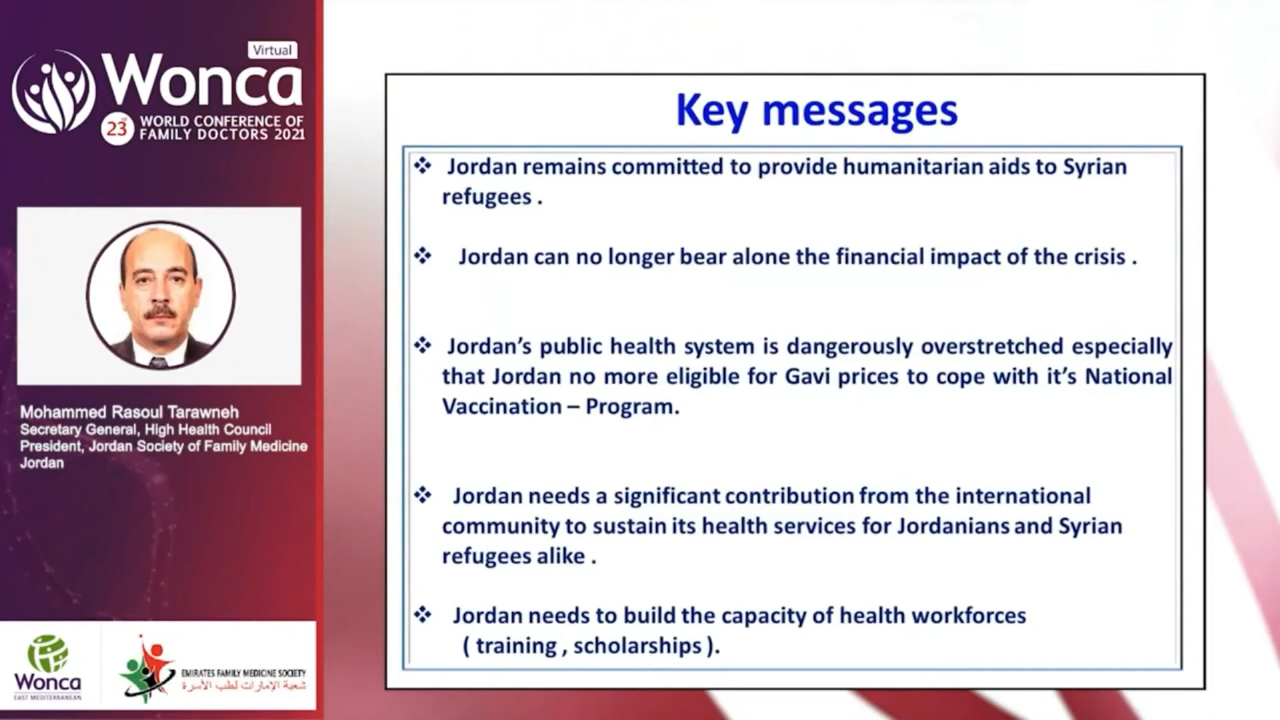 Virtual
Wonca
23rd WORLD CONFERENCE OF
FAMILY DOCTORS 2021
Mohammed Rasoul Tarawneh
Secretary General, High Health Council
President, Jordan Society of Family Medicine
Jordan
Wonca
EAST MEDITERRANEAN
EMIRATES FAMILY MEDICINE SOCIETY
شعبة الإمارات لطب الأسرة
Key messages
❖ Jordan remains committed to provide humanitarian aids to Syrian
refugees .
❖ Jordan can no longer bear alone the financial impact of the crisis .
❖ Jordan’s public health system is dangerously overstretched especially
that Jordan no more eligible for Gavi prices to cope with it’s National
Vaccination – Program.
❖ Jordan needs a significant contribution from the international
community to sustain its health services for Jordanians and Syrian
refugees alike .
❖ Jordan needs to build the capacity of health workforces
( training , scholarships ).